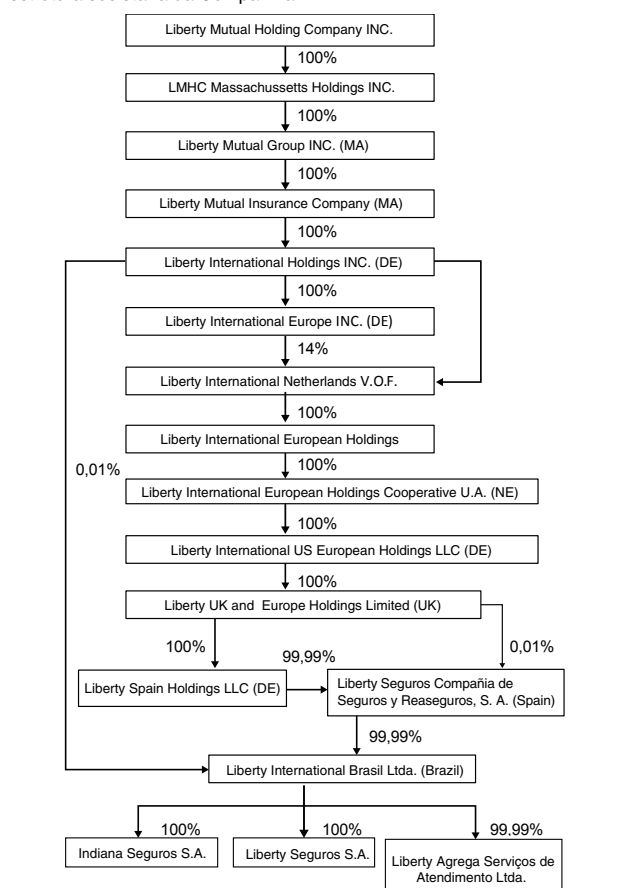 Liberty Mutual Holding Company INC.
100%
LMHC Massachussetts Holdings INC.
100%
Liberty Mutual Group INC. (MA)
100%
Liberty Mutual Insurance Company (MA)
100%
Liberty International Holdings INC. (DE)
100%
Liberty International Europe INC. (DE)
14%
Liberty International Netherlands V.O.F.
100%
Liberty International European Holdings
0,01%
100%
Liberty International European Holdings Cooperative U.A. (NE)
100%
Liberty International US European Holdings LLC (DE)
100%
Liberty UK and Europe Holdings Limited (UK)
100%
99,99%
0,01%
Liberty Spain Holdings LLC (DE)
Liberty Seguros Compañia de
Seguros y Reaseguros, S. A. (Spain)
99,99%
Liberty International Brasil Ltda. (Brazil)
100%
100%
99,99%
Indiana Seguros S.A.
Liberty Seguros S.A.
Liberty Agrega Serviços de
Atendimento Ltda.